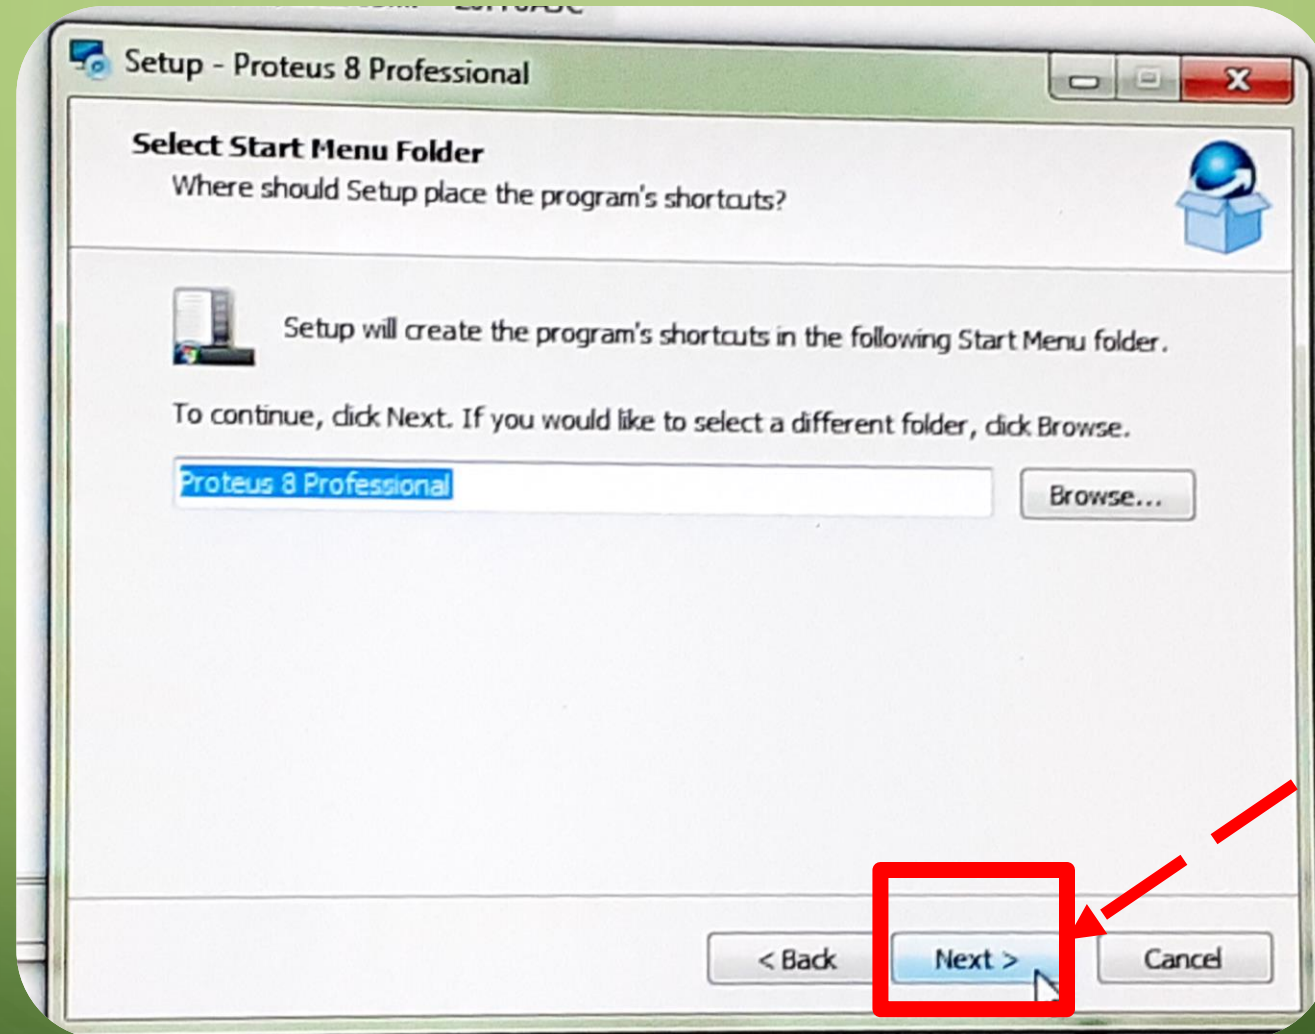 Setup - Proteus 8 Professional
Select Start Menu Folder
Where should Setup place the program's shortcuts?
Setup will create the program's shortcuts in the following Start Menu folder.
To continue, click Next. If you would like to select a different folder, click Browse.
Proteus 8 Professional
Browse...
< Back
Next >
Cancel